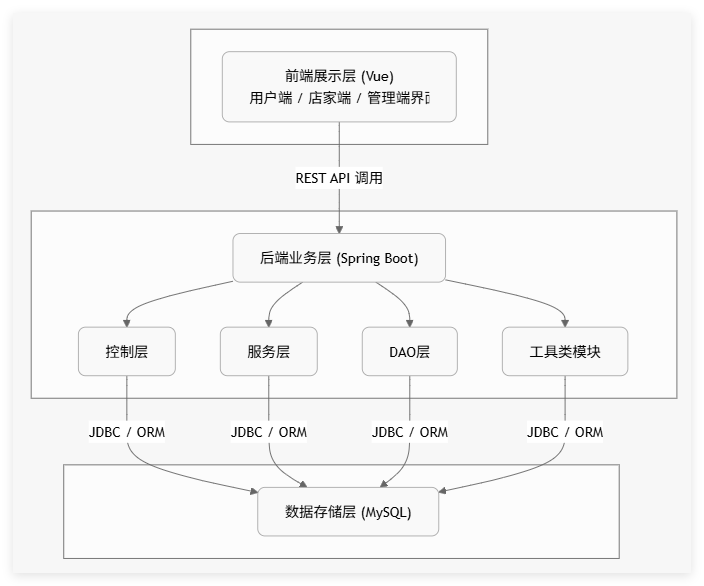 前端展示层 (Vue)
用户端 / 店家端 / 管理端界
REST API 调用
后端业务层 (Spring Boot)
控制层
服务层
DAO层
工具类模块
JDBC / ORM
JDBC / ORM
JDBC / ORM
JDBC / ORM
数据存储层 (MySQL)